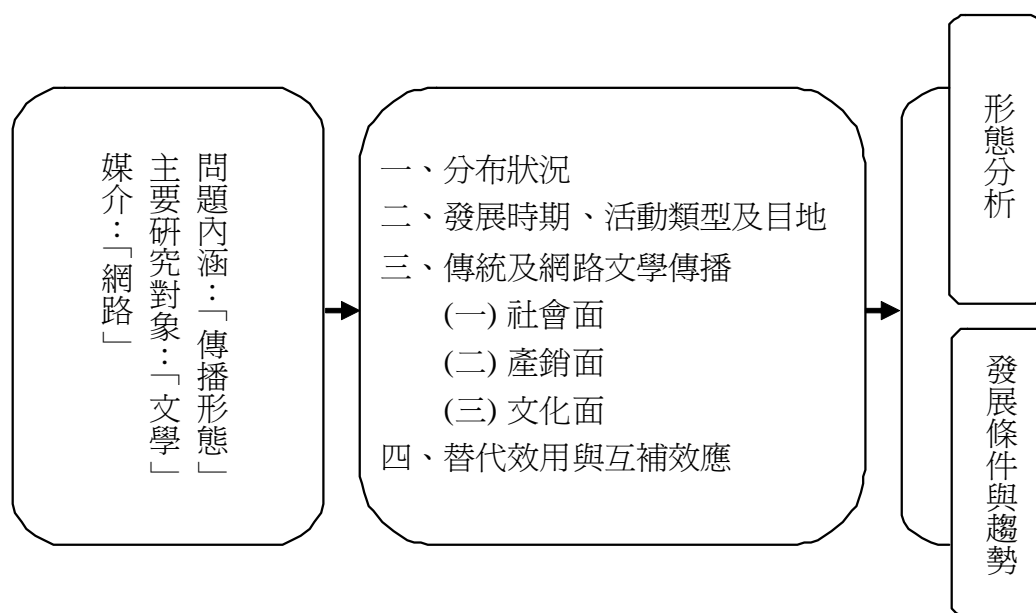 問題內涵：「傳播形態」
主要研究對象：「文學」
媒介：「網路」
一、分布狀況
二、發展時期、活動類型及目地
三、傳統及網路文學傳播
(一) 社會面
(二) 產銷面
(三) 文化面
四、替代效用與互補效應
形態分析
發展條件與趨勢